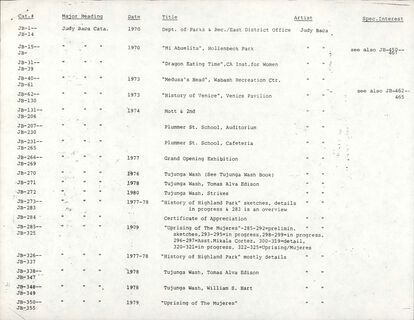 Cat.# Major Heading Date Title Artist Spec.Interest
JB-1-- Judy Baca Cata. 1970 Dept. of Parks & Rec./East District Office Judy Baca
JB-14
JB-15-- " " " 1970 "Mi Abuelita", Hollenbeck Park " " see also JB-460--
JB-30
JB-31-- " " " "Dragon Eating Time",CA Inst.for Women " "
JB-39
JB-40-- " " " 1973 "Medusa's Head", Wabash Recreation Ctr. " "
JB-61
JB-62-- " " " 1973 "History of Venice", Venice Pavilion " " see also JB-462--
JB-130 465
JB-131-- " " " 1974 Mott & 2nd " "
JB-206
JB-207-- " " " Plummer St. School, Auditorium " "
JB-230
JB-231-- " " " Plummer St. School, Cafeteria " "
JB-265
JB-266-- " " " 1977 Grand Opening Exhibition " "
JB-269
JB-270 " " " 1976 Tujunga Wash (See Tujunga Wash Book) " "
JB-271 " " " 1978 Tujunga Wash, Tomas Alva Edison " "
JB-272 " " " 1980 Tujunga Wash, Strikes " "
JB-273-- " " " 1977-78 "History of Highland Park" sketches, details " "
JB-283 in progress & 283 is an overview
JB-284 " " " Certificate of Appreciation " "
JB-285-- " " " 1979 "Uprising of The Mujeres"-285-292=prelimin. " "
JB-325 sketches,293-295=in progress,298-299=in progress,
296-297=Asst.Mikala Cortez, 300-319=detail,
320-321=in progress, 322-325=Uprising/Mujeres
JB-326-- " " " 1977-78 "History of Highland Park" mostly details " "
JB-337
JB-338-- " " " 1978 Tujunga Wash, Tomas Alva Edison " "
JB-347
JB-348-- " " " 1978 Tujunga Wash, William S. Hart " "
JB-349
JB-350-- " " " 1979 "Uprising of The Mujeres" " "
JB-355